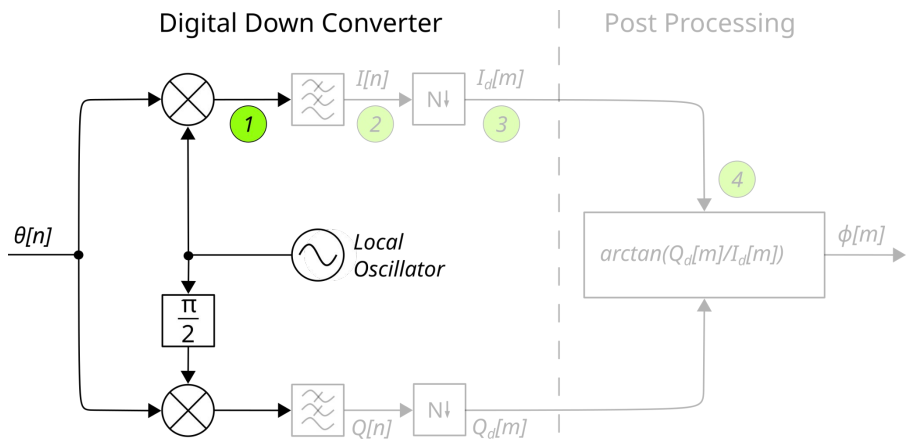 Digital Down Converter
Post Processing
I[n]
I_d[m]
N↓
1
2
3
4
θ[n]
Local
Oscillator
arctan(Q_d[m]/I_d[m])
ϕ[m]
π
2
N↓
Q[n]
Q_d[m]